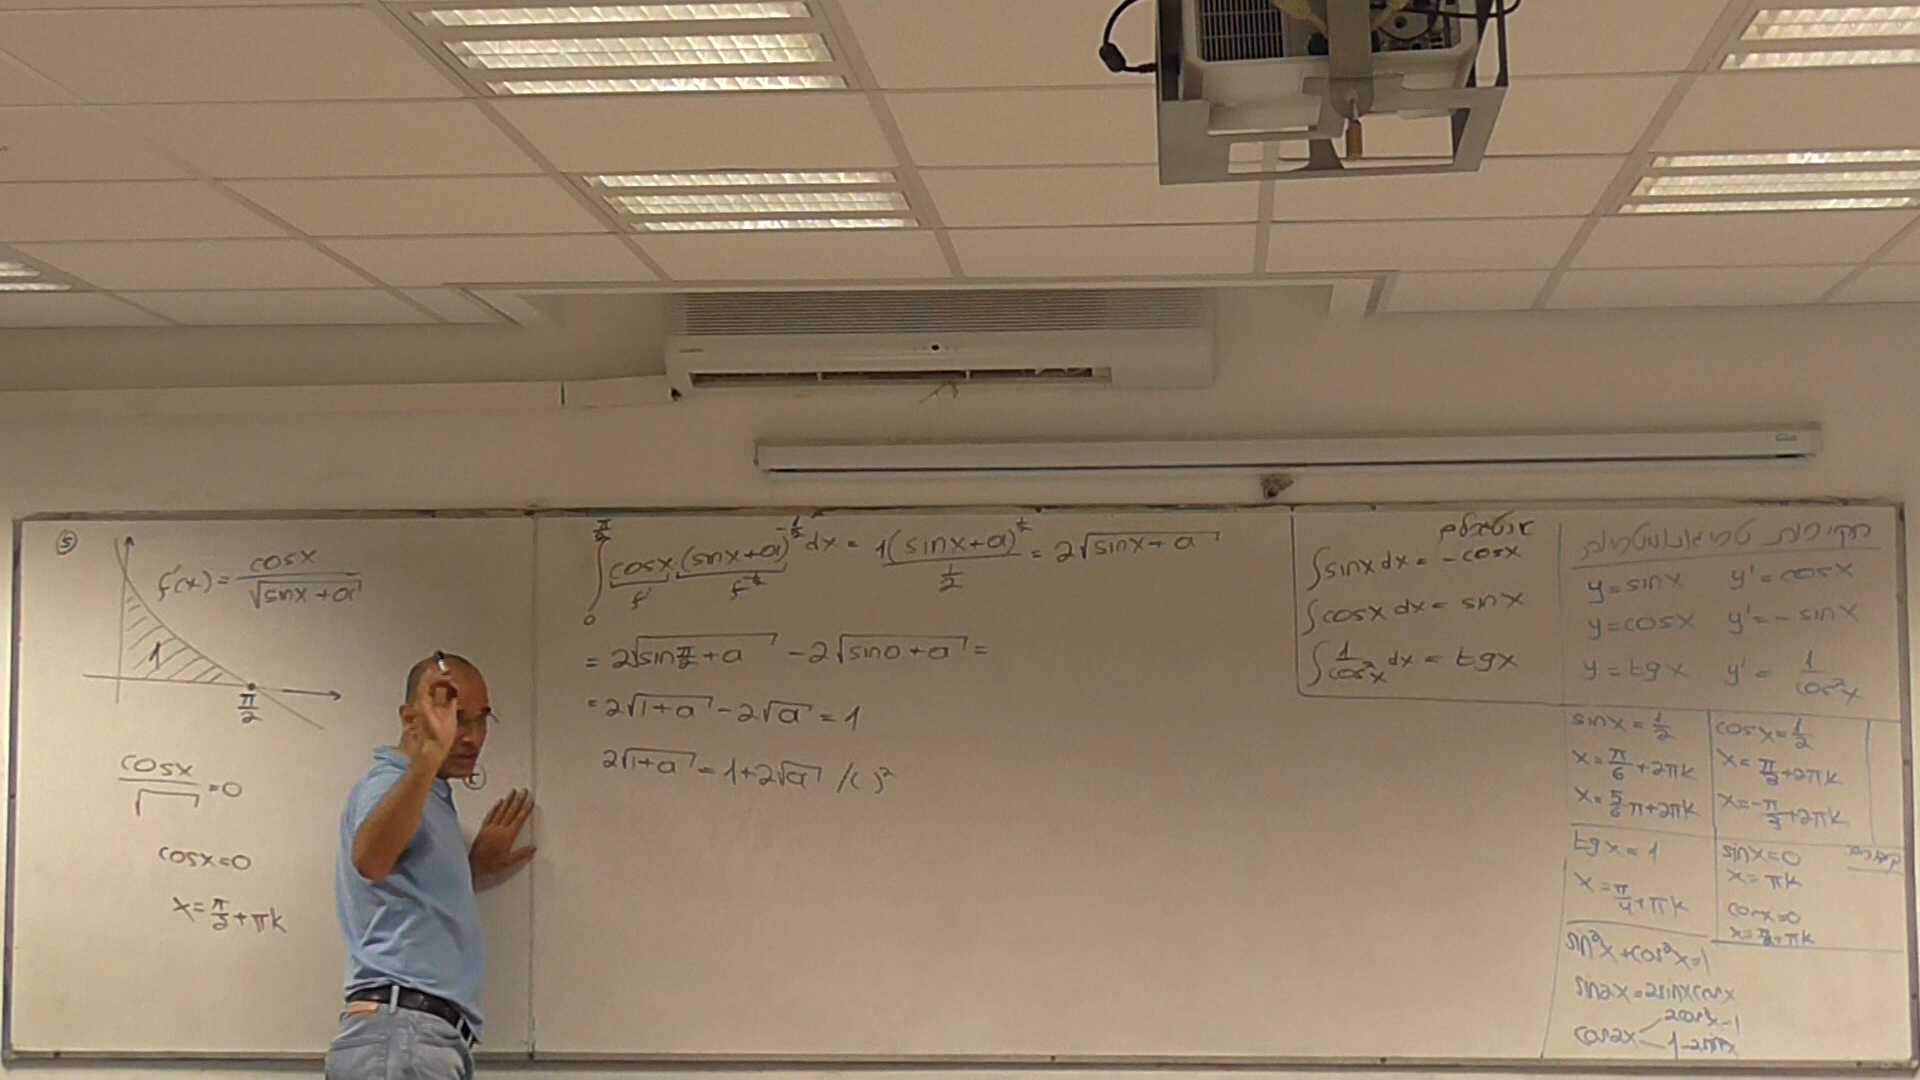 ⑤
f'(x) = cosx / √(sinx + a)
1
π/2
cosx / √ = 0
cosx = 0
x = π/2 + πk
∫₀^(π/2) cosx · (sinx + a)^(-1/2) dx = 1(sinx + a)^(1/2) / (1/2) = 2√(sinx + a)
f' f^(-1/2)
= 2√(sin π/2 + a) - 2√(sin0 + a) =
= 2√(1+a) - 2√a = 1
2√(1+a) = 1 + 2√a /( )²
∫sinx dx = -cosx
∫cosx dx = sinx
∫ 1/cos²x dx = tgx
y = sinx y' = cosx
y = cosx y' = -sinx
y = tgx y' = 1/cos²x
sinx = 1/2
x = π/6 + 2πk
x = 5/6 π + 2πk
cosx = 1/2
x = π/3 + 2πk
x = -π/3 + 2πk
tgx = 1
x = π/4 + πk
sinx = 0
x = πk
cosx = 0
x = π/2 + πk
sin²x + cos²x = 1
sin2x = 2sinxcosx
cos2x
2cos²x - 1
1 - 2sin²x